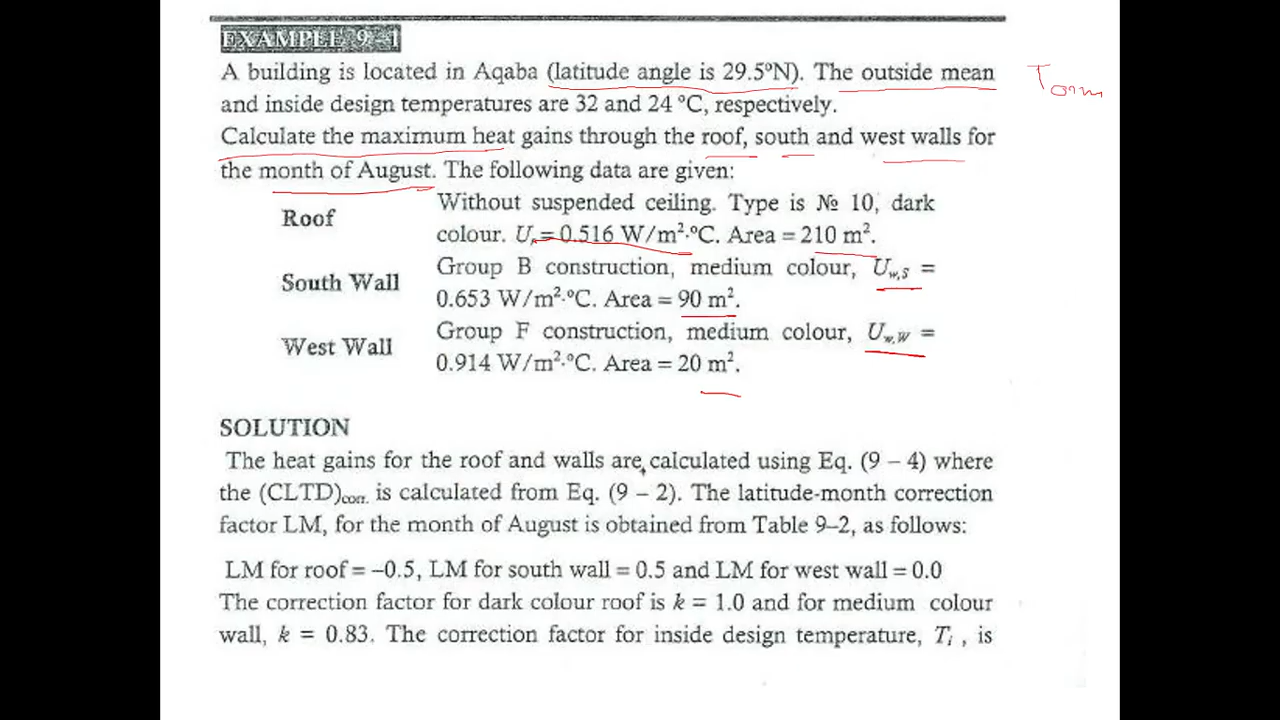 EXAMPLE 9–1
A building is located in Aqaba (latitude angle is 29.5ºN). The outside mean
and inside design temperatures are 32 and 24 ºC, respectively.
Calculate the maximum heat gains through the roof, south and west walls for
the month of August. The following data are given:
Roof
Without suspended ceiling. Type is № 10, dark
colour. Uᵣ = 0.516 W/m²·ºC. Area = 210 m².
South Wall
Group B construction, medium colour, U_w,S =
0.653 W/m²·ºC. Area = 90 m².
West Wall
Group F construction, medium colour, U_w,W =
0.914 W/m²·ºC. Area = 20 m².
SOLUTION
The heat gains for the roof and walls are calculated using Eq. (9 – 4) where
the (CLTD)corr. is calculated from Eq. (9 – 2). The latitude-month correction
factor LM, for the month of August is obtained from Table 9–2, as follows:
LM for roof = –0.5, LM for south wall = 0.5 and LM for west wall = 0.0
The correction factor for dark colour roof is k = 1.0 and for medium colour
wall, k = 0.83. The correction factor for inside design temperature, Tᵢ , is